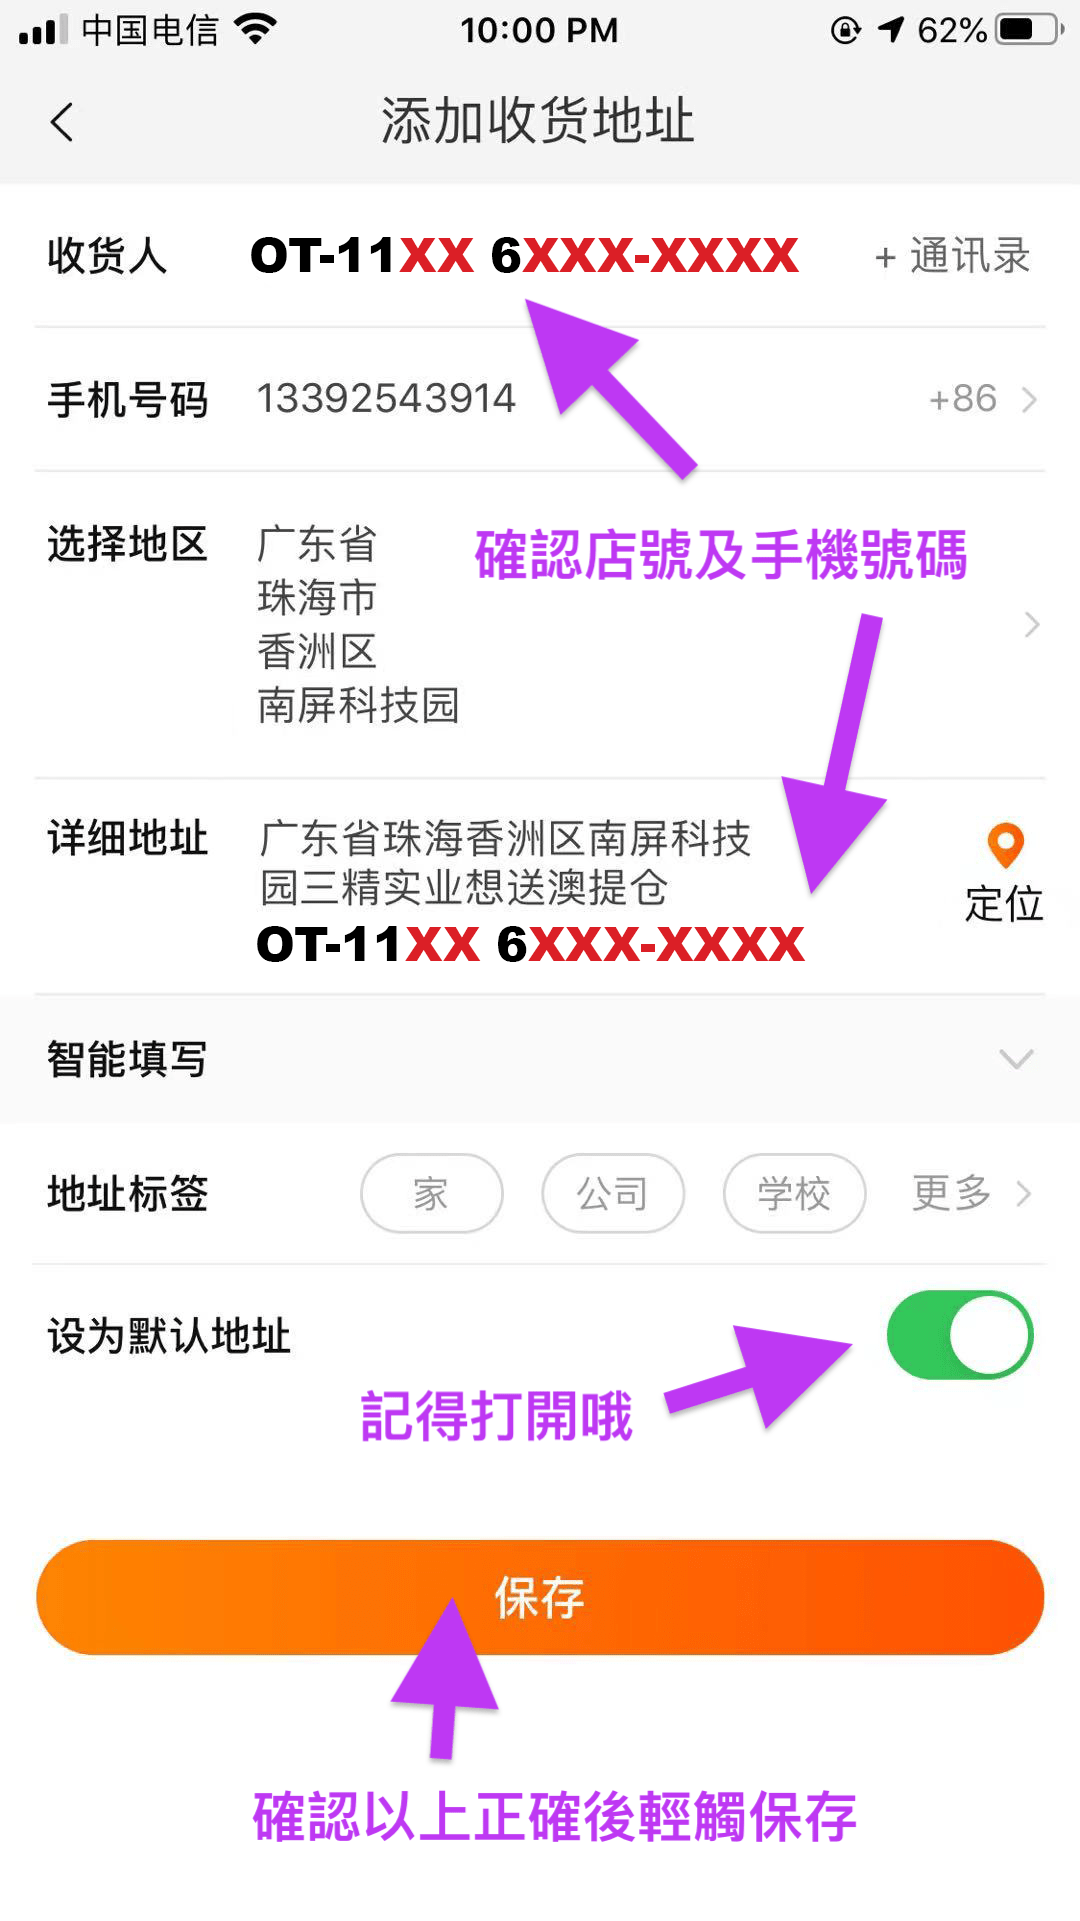 中国电信 10:00 PM 62%
添加收货地址
收货人 OT-11XX 6XXX-XXXX + 通讯录
手机号码 13392543914 +86
选择地区 广东省
珠海市
香洲区
南屏科技园
確認店號及手機號碼
详细地址 广东省珠海香洲区南屏科技
园三精实业想送澳提仓
OT-11XX 6XXX-XXXX
定位
智能填写
地址标签 家 公司 学校 更多
设为默认地址
記得打開哦
保存
確認以上正確後輕觸保存